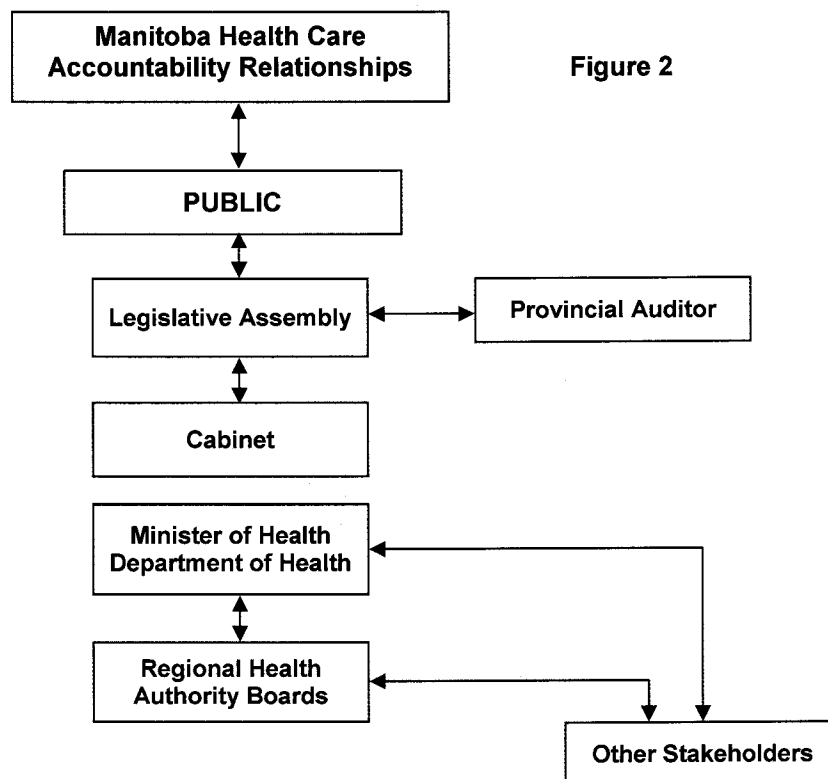 Manitoba Health Care
Accountability Relationships
Figure 2
PUBLIC
Legislative Assembly
Provincial Auditor
Cabinet
Minister of Health
Department of Health
Regional Health
Authority Boards
Other Stakeholders